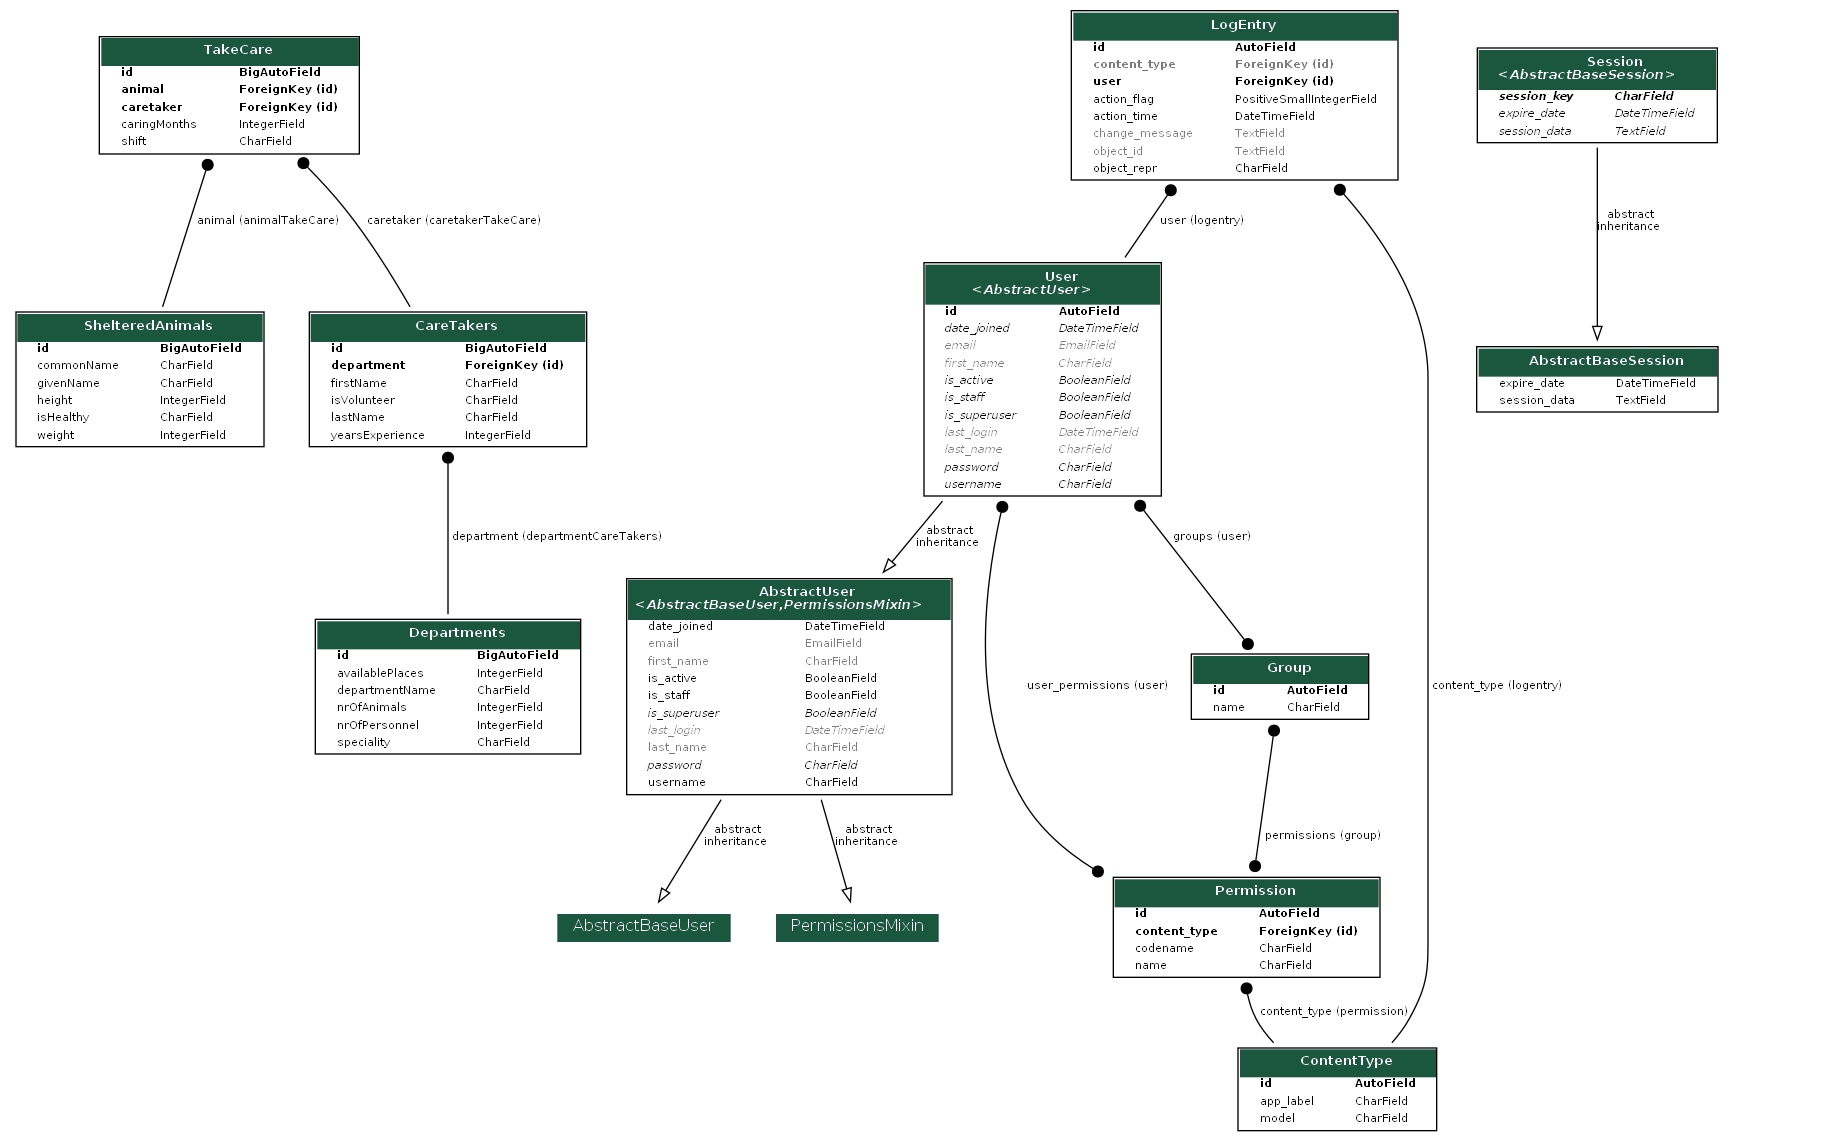 TakeCare
id BigAutoField
animal ForeignKey (id)
caretaker ForeignKey (id)
caringMonths IntegerField
shift CharField
animal (animalTakeCare)
caretaker (caretakerTakeCare)
ShelteredAnimals
id BigAutoField
commonName CharField
givenName CharField
height IntegerField
isHealthy CharField
weight IntegerField
CareTakers
id BigAutoField
department ForeignKey (id)
firstName CharField
isVolunteer CharField
lastName CharField
yearsExperience IntegerField
department (departmentCareTakers)
Departments
id BigAutoField
availablePlaces IntegerField
departmentName CharField
nrOfAnimals IntegerField
nrOfPersonnel IntegerField
speciality CharField
LogEntry
id AutoField
content_type ForeignKey (id)
user ForeignKey (id)
action_flag PositiveSmallIntegerField
action_time DateTimeField
change_message TextField
object_id TextField
object_repr CharField
user (logentry)
User
<AbstractUser>
id AutoField
date_joined DateTimeField
email EmailField
first_name CharField
is_active BooleanField
is_staff BooleanField
is_superuser BooleanField
last_login DateTimeField
last_name CharField
password CharField
username CharField
abstract
inheritance
groups (user)
AbstractUser
<AbstractBaseUser,PermissionsMixin>
date_joined DateTimeField
email EmailField
first_name CharField
is_active BooleanField
is_staff BooleanField
is_superuser BooleanField
last_login DateTimeField
last_name CharField
password CharField
username CharField
abstract
inheritance
abstract
inheritance
AbstractBaseUser
PermissionsMixin
user_permissions (user)
Group
id AutoField
name CharField
content_type (logentry)
permissions (group)
Permission
id AutoField
content_type ForeignKey (id)
codename CharField
name CharField
content_type (permission)
ContentType
id AutoField
app_label CharField
model CharField
Session
<AbstractBaseSession>
session_key CharField
expire_date DateTimeField
session_data TextField
abstract
inheritance
AbstractBaseSession
expire_date DateTimeField
session_data TextField